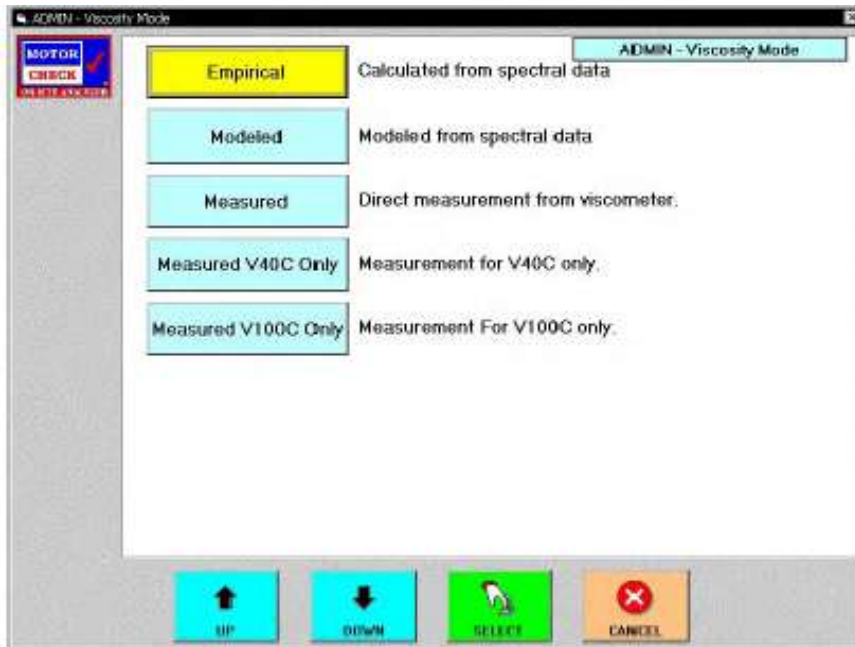 ADMIN - Viscosity Mode
MOTOR
CHECK
ADMIN - Viscosity Mode
Empirical
Calculated from spectral data
Modeled
Modeled from spectral data
Measured
Direct measurement from viscometer.
Measured V40C Only
Measurement for V40C only.
Measured V100C Only
Measurement For V100C only.
UP
DOWN
SELECT
CANCEL